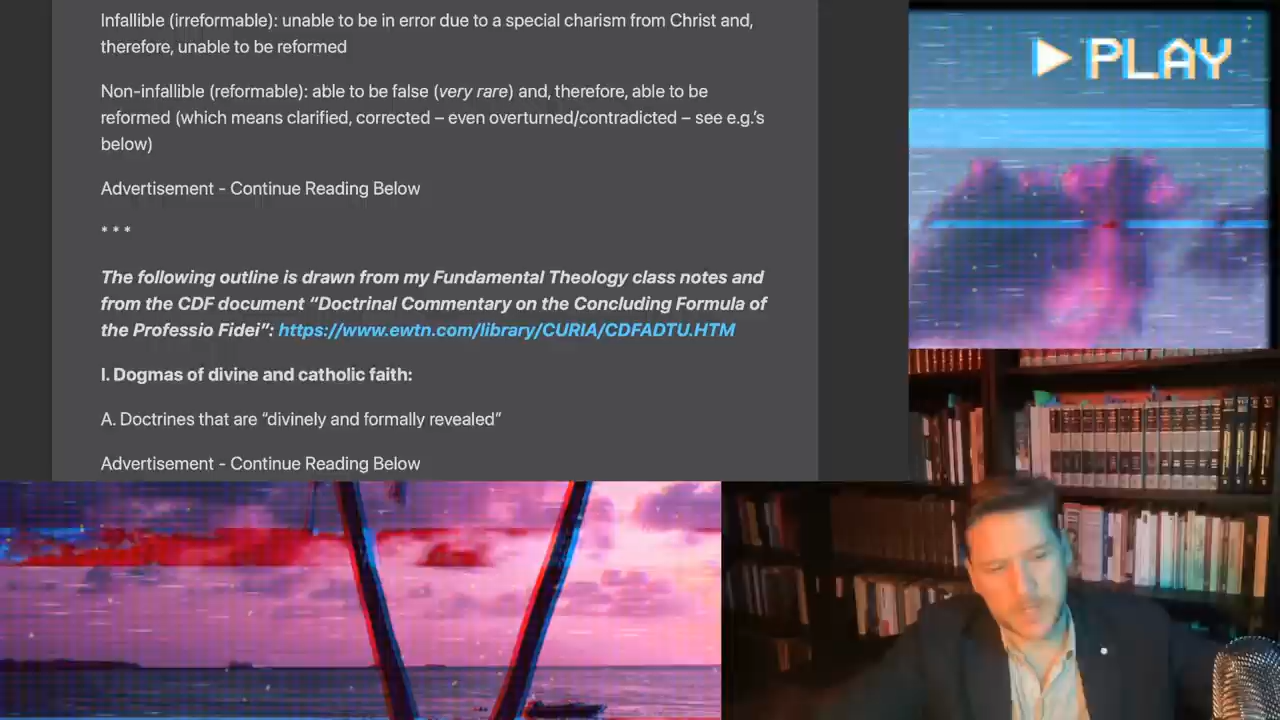 Infallible (irreformable): unable to be in error due to a special charism from Christ and,
therefore, unable to be reformed
Non-infallible (reformable): able to be false (very rare) and, therefore, able to be
reformed (which means clarified, corrected – even overturned/contradicted – see e.g.'s
below)
Advertisement - Continue Reading Below
* * *
The following outline is drawn from my Fundamental Theology class notes and
from the CDF document “Doctrinal Commentary on the Concluding Formula of
the Professio Fidei”: https://www.ewtn.com/library/CURIA/CDFADTU.HTM
I. Dogmas of divine and catholic faith:
A. Doctrines that are “divinely and formally revealed”
Advertisement - Continue Reading Below
PLAY